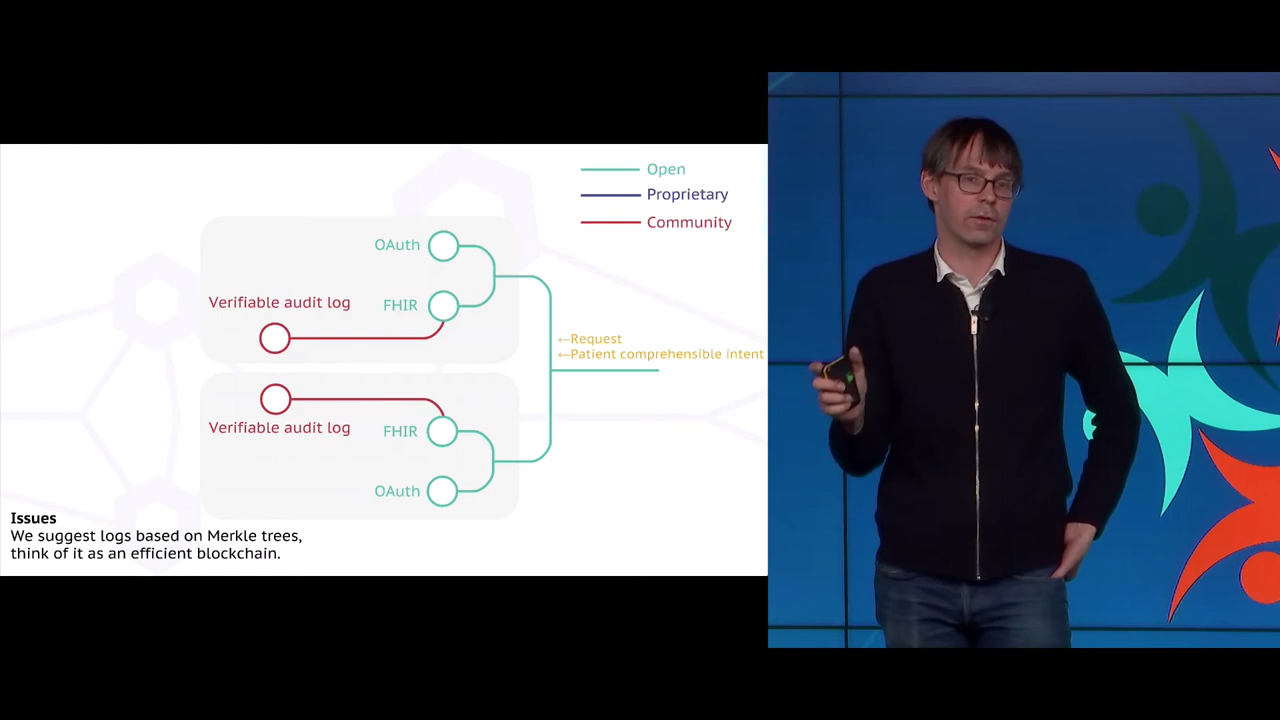 Open
Proprietary
Community
OAuth
Verifiable audit log
FHIR
←Request
←Patient comprehensible intent
Verifiable audit log
FHIR
OAuth
Issues
We suggest logs based on Merkle trees,
think of it as an efficient blockchain.